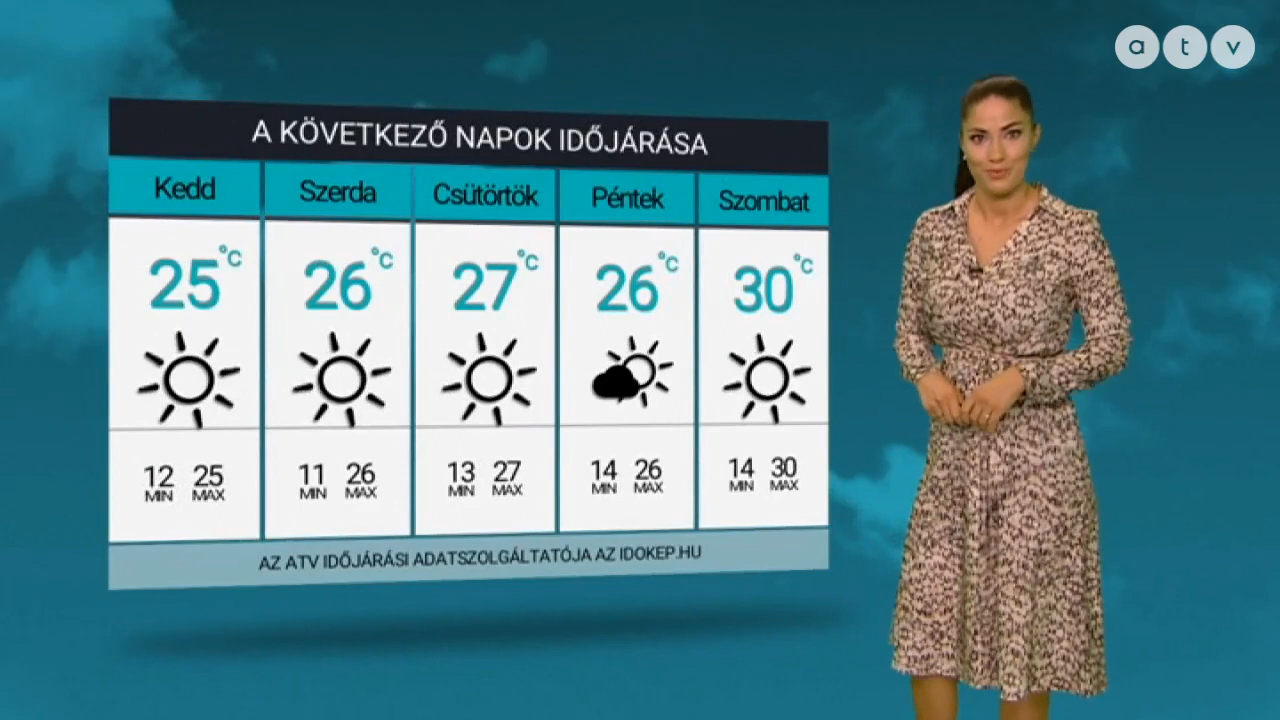 atv
A KÖVETKEZŐ NAPOK IDŐJÁRÁSA
Kedd Szerda Csütörtök Péntek Szombat
25°C 26°C 27°C 26°C 30°C
12 25 11 26 13 27 14 26 14 30
MIN MAX MIN MAX MIN MAX MIN MAX MIN MAX
AZ ATV IDŐJÁRÁSI ADATSZOLGÁLTATÓJA AZ IDOKEP.HU